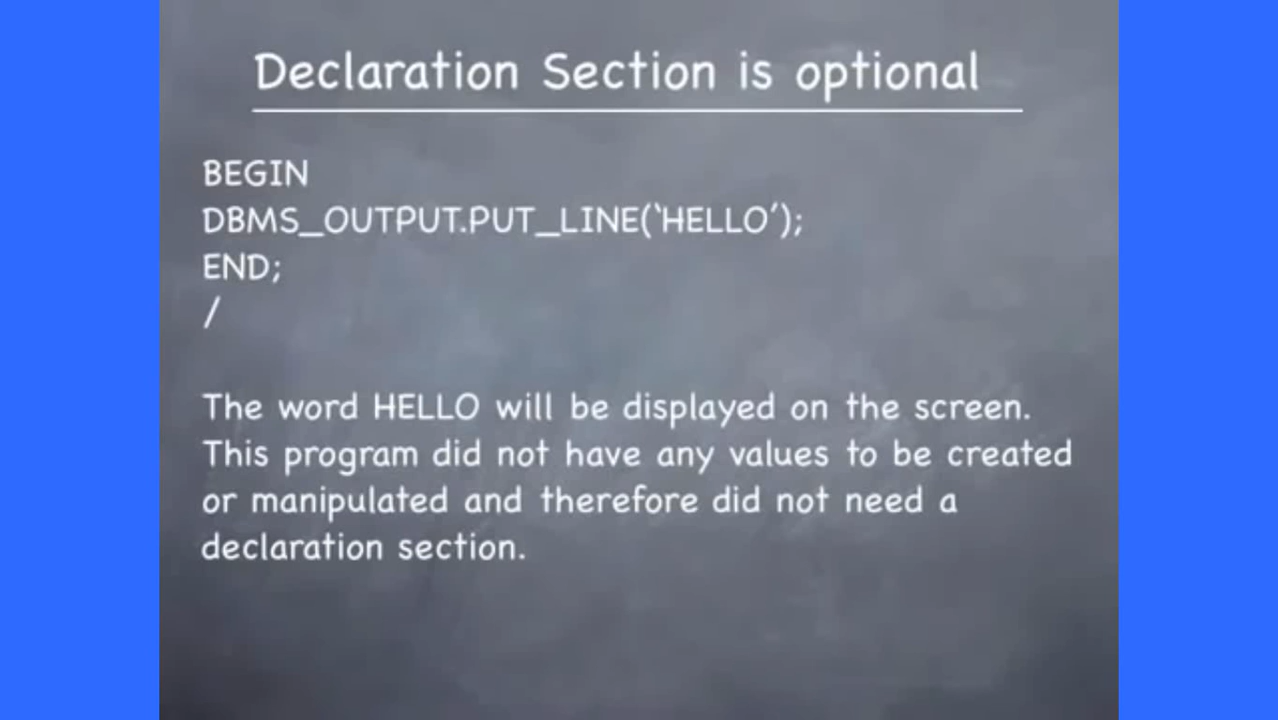 Declaration Section is optional
BEGIN
DBMS_OUTPUT.PUT_LINE(‘HELLO’);
END;
/
The word HELLO will be displayed on the screen.
This program did not have any values to be created
or manipulated and therefore did not need a
declaration section.